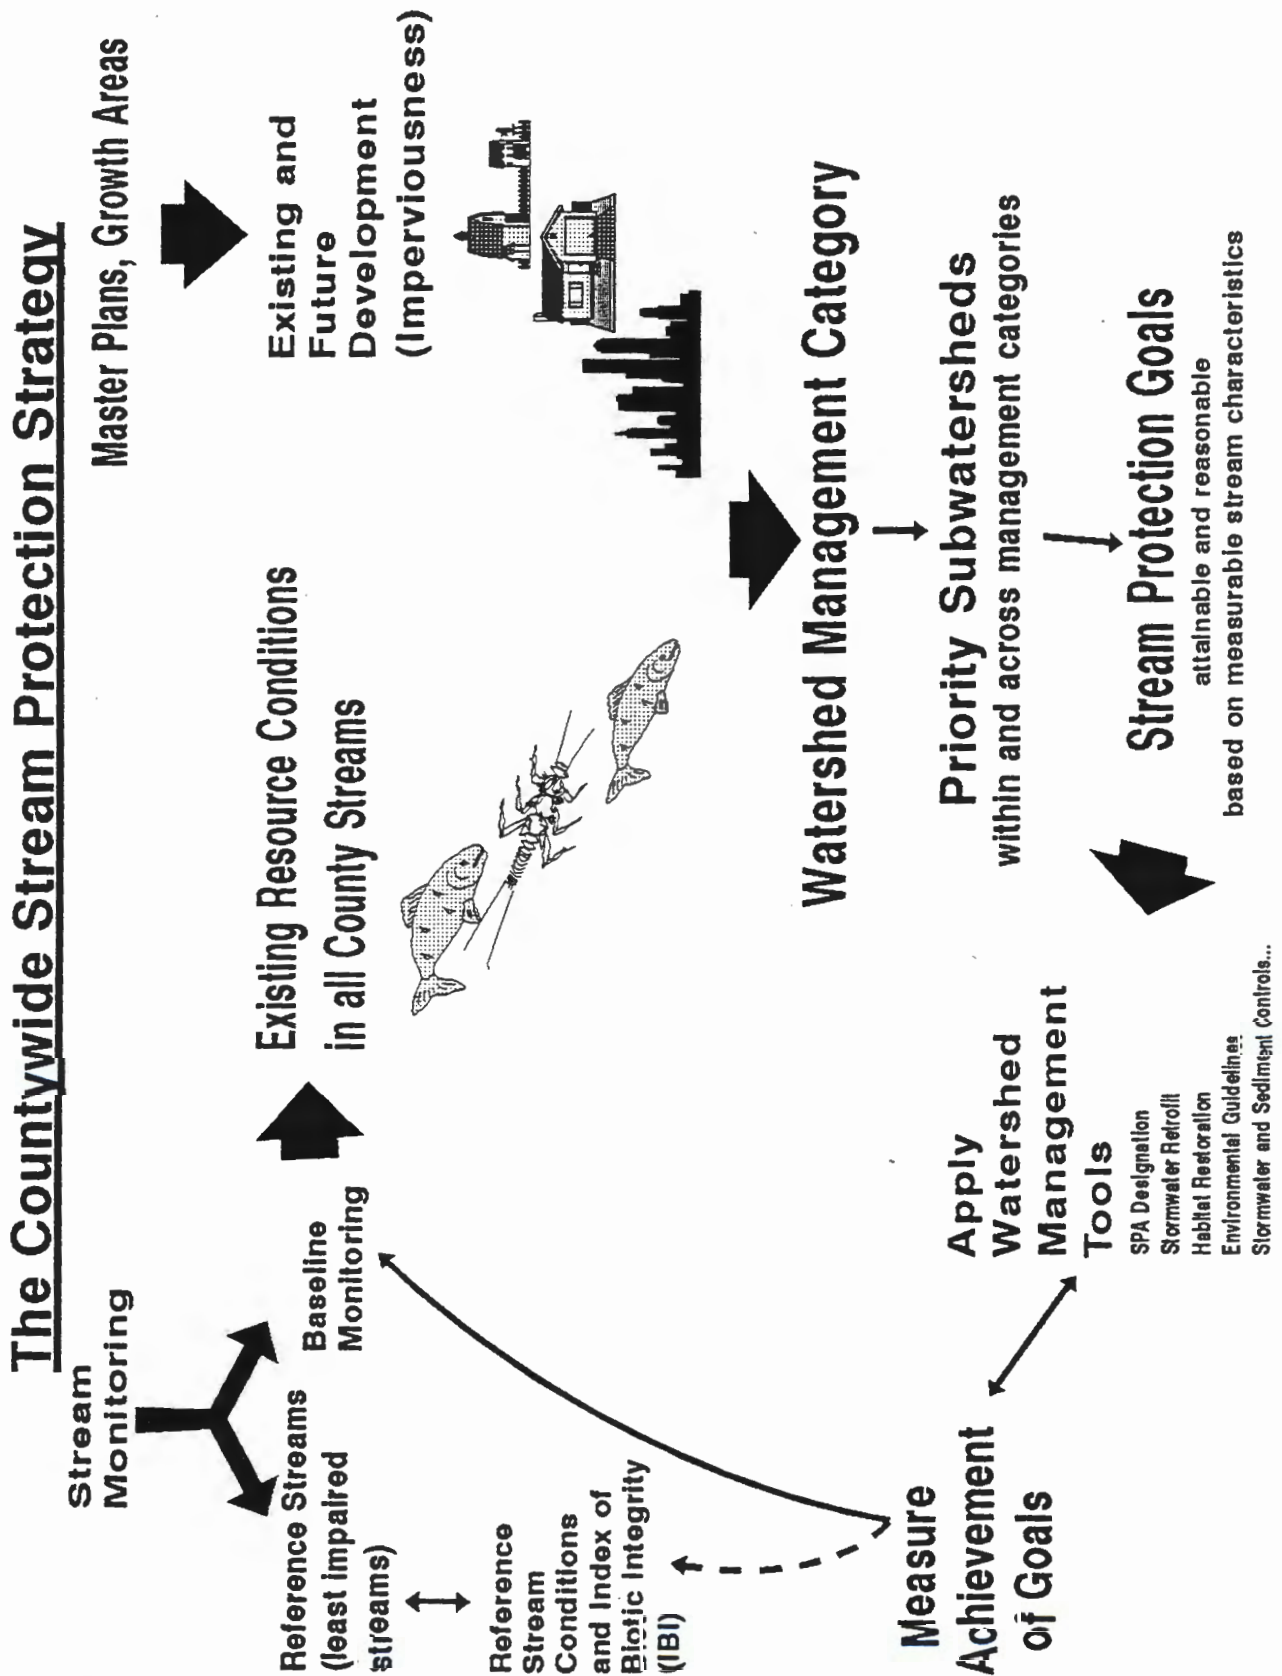 The Countywide Stream Protection Strategy
Stream
Monitoring
Reference Streams
(least impaired
streams)
Baseline
Monitoring
Reference
Stream
Conditions
and Index of
Biotic Integrity
(IBI)
Existing Resource Conditions
in all County Streams
Master Plans, Growth Areas
Existing and
Future
Development
(Imperviousness)
Watershed Management Category
Priority Subwatersheds
within and across management categories
Stream Protection Goals
attainable and reasonable
based on measurable stream characteristics
Apply
Watershed
Management
Tools
SPA Designation
Stormwater Retrofit
Habitat Restoration
Environmental Guidelines
Stormwater and Sediment Controls...
Measure
Achievement
of Goals